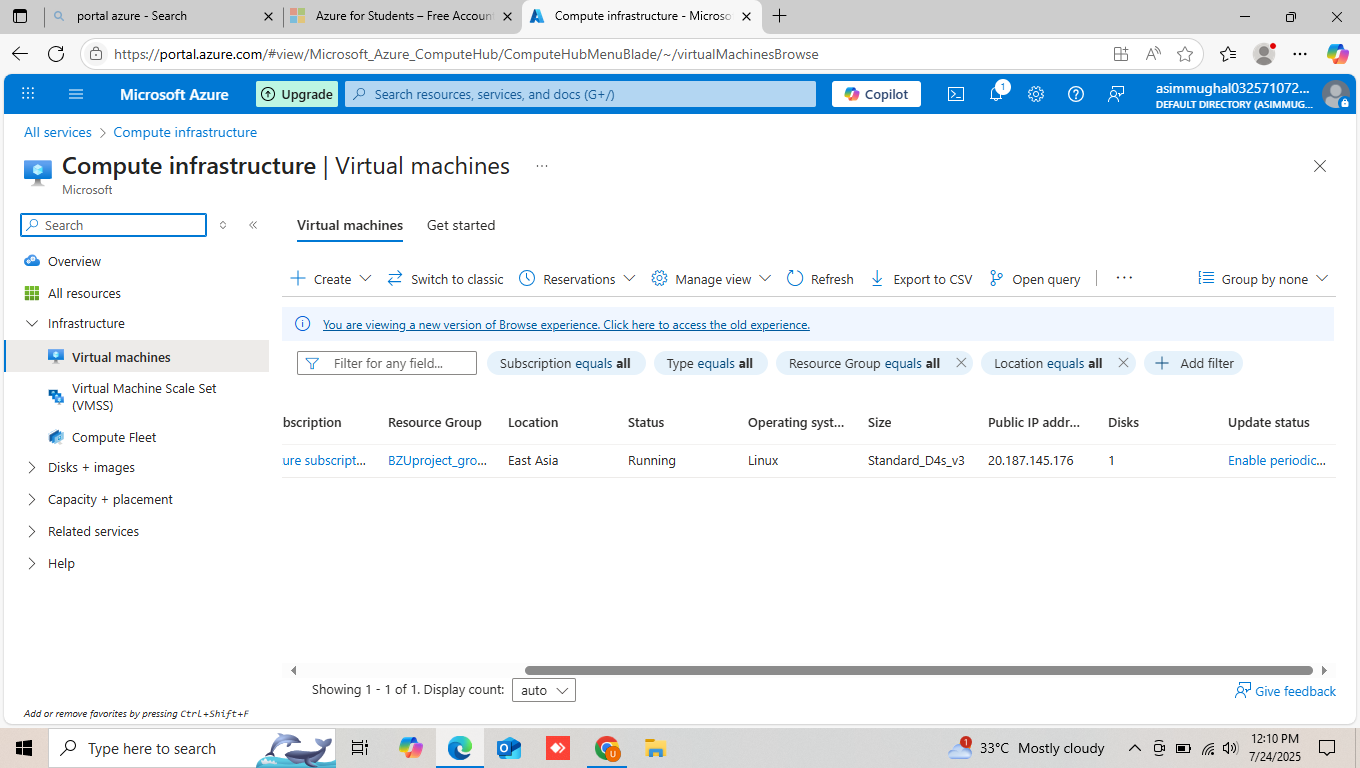 portal azure - Search
Azure for Students – Free Account
Compute infrastructure - Microso
https://portal.azure.com/#view/Microsoft_Azure_ComputeHub/ComputeHubMenuBlade/~/virtualMachinesBrowse
Microsoft Azure
Upgrade
Search resources, services, and docs (G+/)
Copilot
1
asimmughal032571072...
DEFAULT DIRECTORY (ASIMMUG...
All services > Compute infrastructure
Compute infrastructure | Virtual machines
...
Microsoft
Search
Overview
All resources
Infrastructure
Virtual machines
Virtual Machine Scale Set
(VMSS)
Compute Fleet
Disks + images
Capacity + placement
Related services
Help
Add or remove favorites by pressing Ctrl+Shift+F
Virtual machines Get started
Create Switch to classic Reservations Manage view Refresh Export to CSV Open query | ... Group by none
You are viewing a new version of Browse experience. Click here to access the old experience.
Filter for any field... Subscription equals all Type equals all Resource Group equals all Location equals all Add filter
bscription Resource Group Location Status Operating syst... Size Public IP addr... Disks Update status
ure subscript... BZUproject_gro... East Asia Running Linux Standard_D4s_v3 20.187.145.176 1 Enable periodic...
Showing 1 - 1 of 1. Display count: auto
Give feedback
Type here to search
1
33°C Mostly cloudy
12:10 PM
7/24/2025